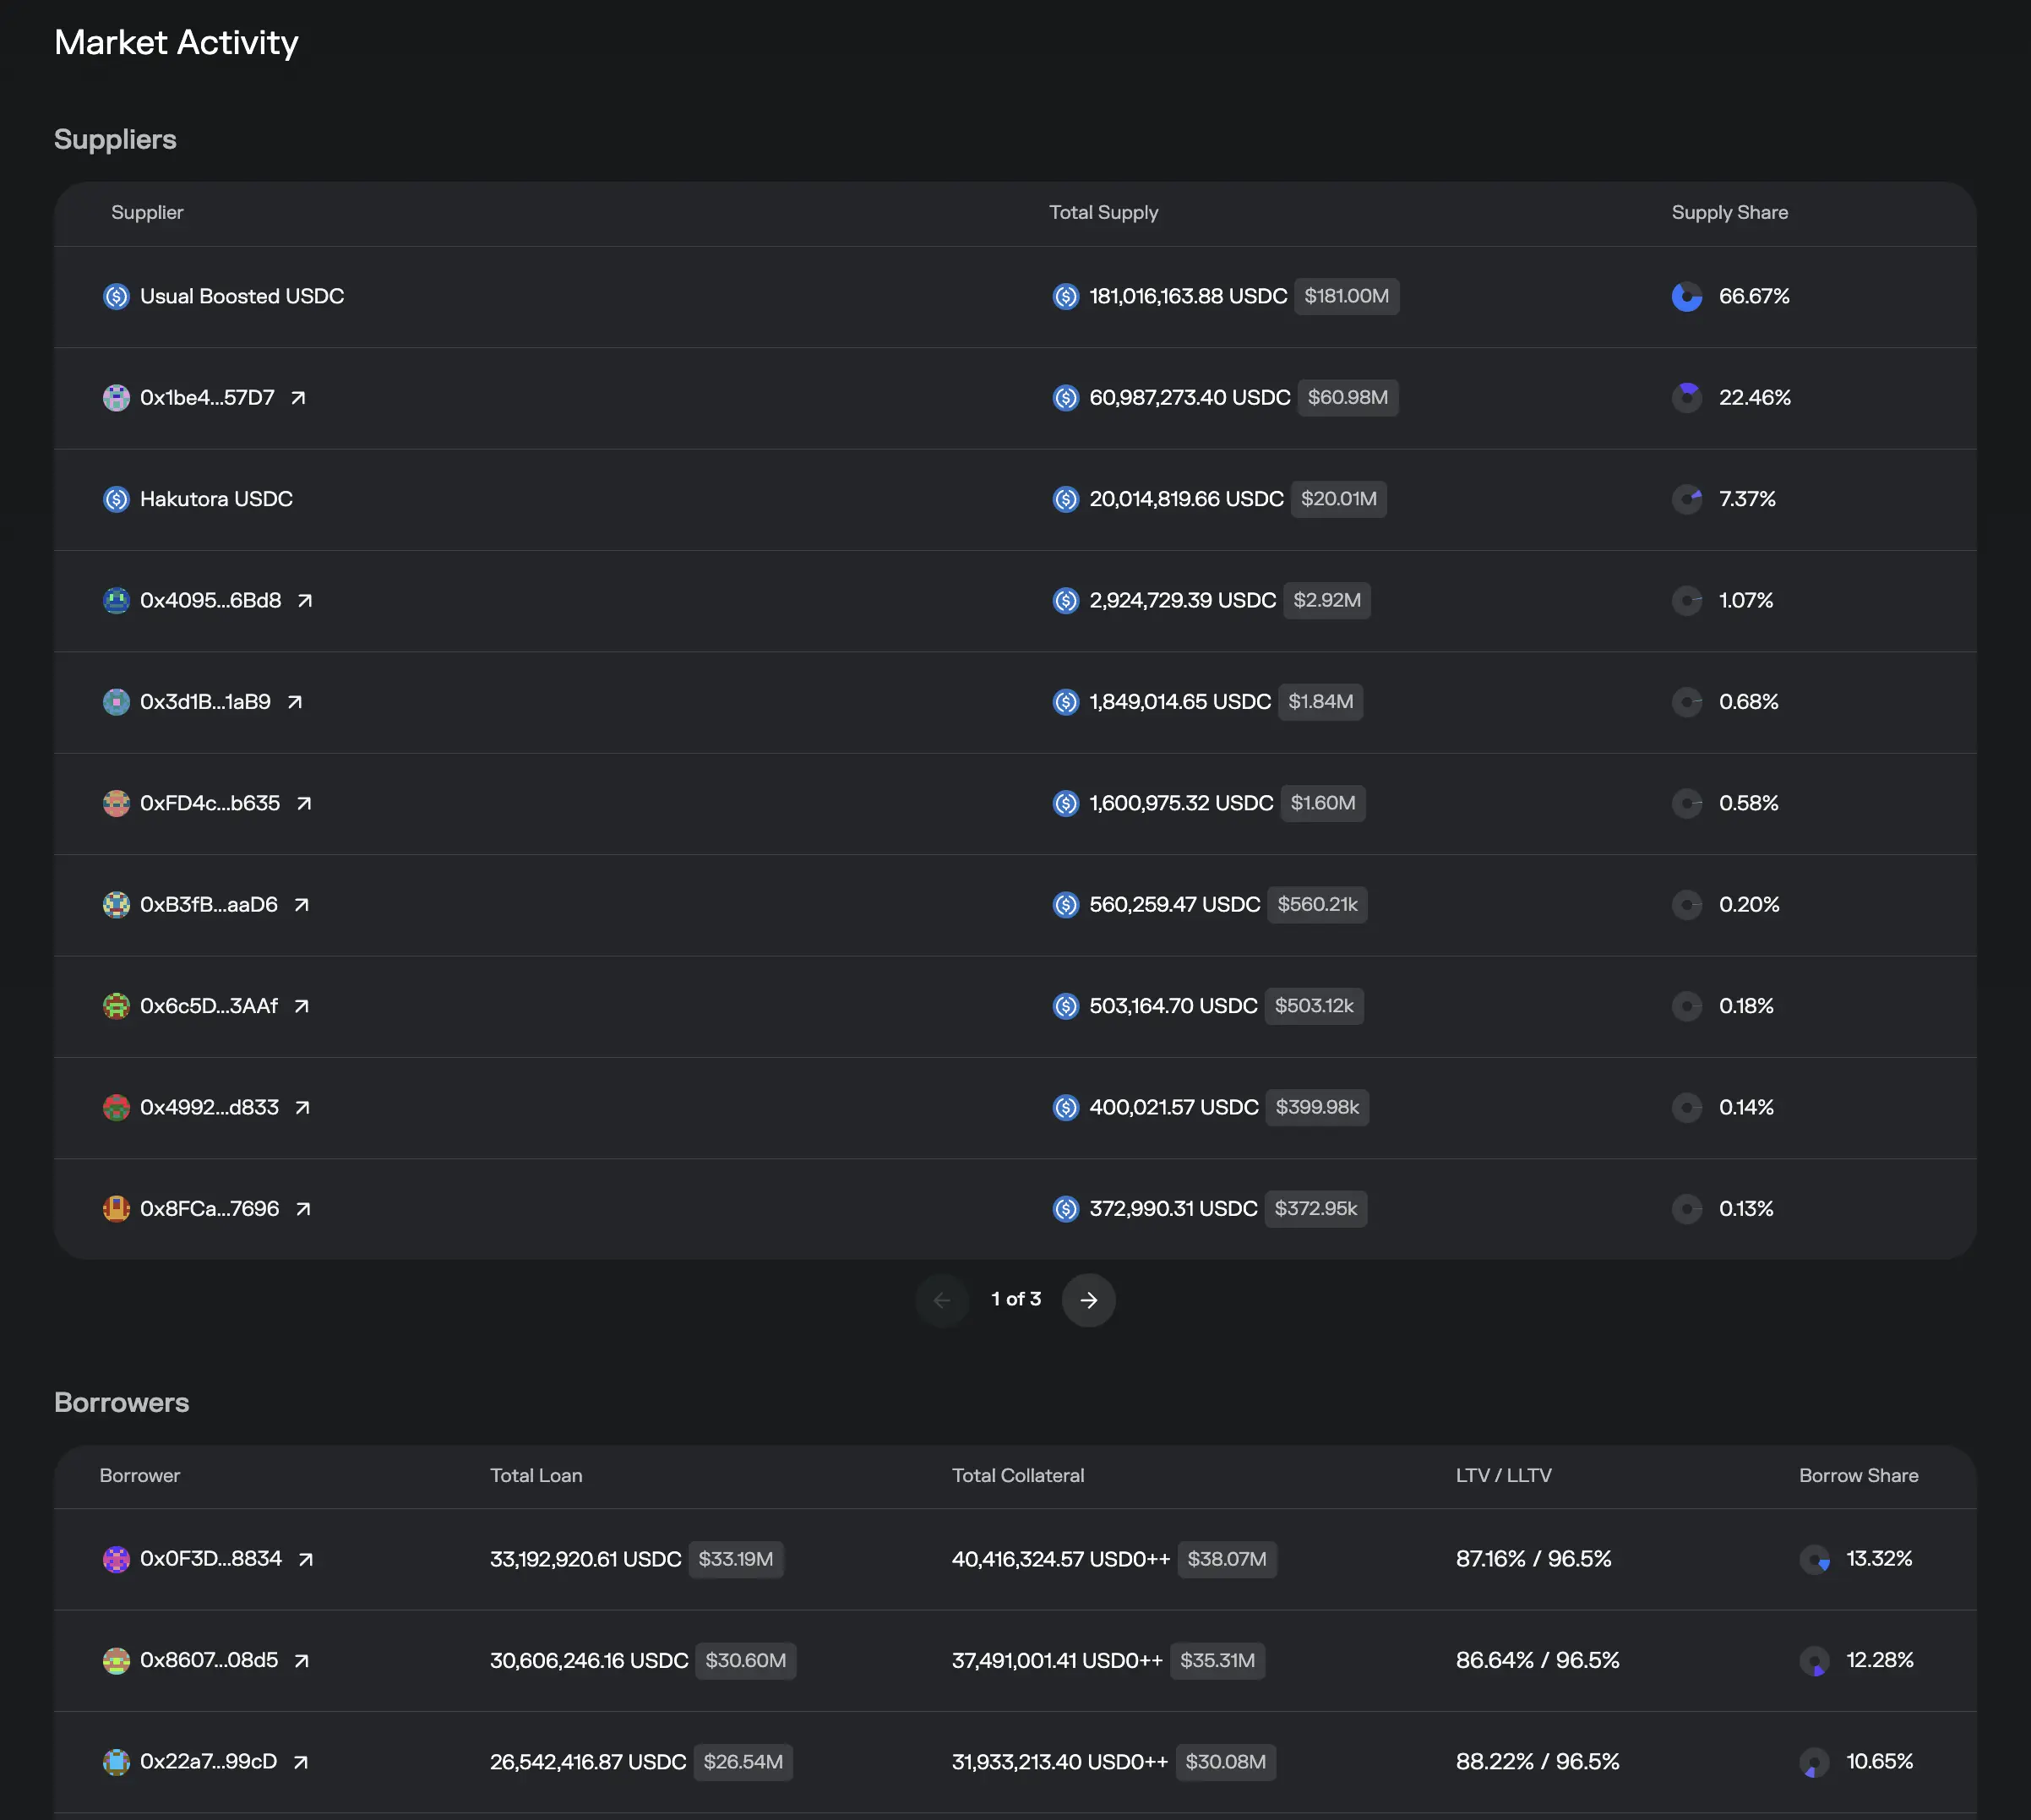 Market Activity
Suppliers
Supplier Total Supply Supply Share
Usual Boosted USDC 181,016,163.88 USDC $181.00M 66.67%
0x1be4...57D7 60,987,273.40 USDC $60.98M 22.46%
Hakutora USDC 20,014,819.66 USDC $20.01M 7.37%
0x4095...6Bd8 2,924,729.39 USDC $2.92M 1.07%
0x3d1B...1aB9 1,849,014.65 USDC $1.84M 0.68%
0xFD4c...b635 1,600,975.32 USDC $1.60M 0.58%
0xB3fB...aaD6 560,259.47 USDC $560.21k 0.20%
0x6c5D...3AAf 503,164.70 USDC $503.12k 0.18%
0x4992...d833 400,021.57 USDC $399.98k 0.14%
0x8FCa...7696 372,990.31 USDC $372.95k 0.13%
1 of 3
Borrowers
Borrower Total Loan Total Collateral LTV / LLTV Borrow Share
0x0F3D...8834 33,192,920.61 USDC $33.19M 40,416,324.57 USD0++ $38.07M 87.16% / 96.5% 13.32%
0x8607...08d5 30,606,246.16 USDC $30.60M 37,491,001.41 USD0++ $35.31M 86.64% / 96.5% 12.28%
0x22a7...99cD 26,542,416.87 USDC $26.54M 31,933,213.40 USD0++ $30.08M 88.22% / 96.5% 10.65%